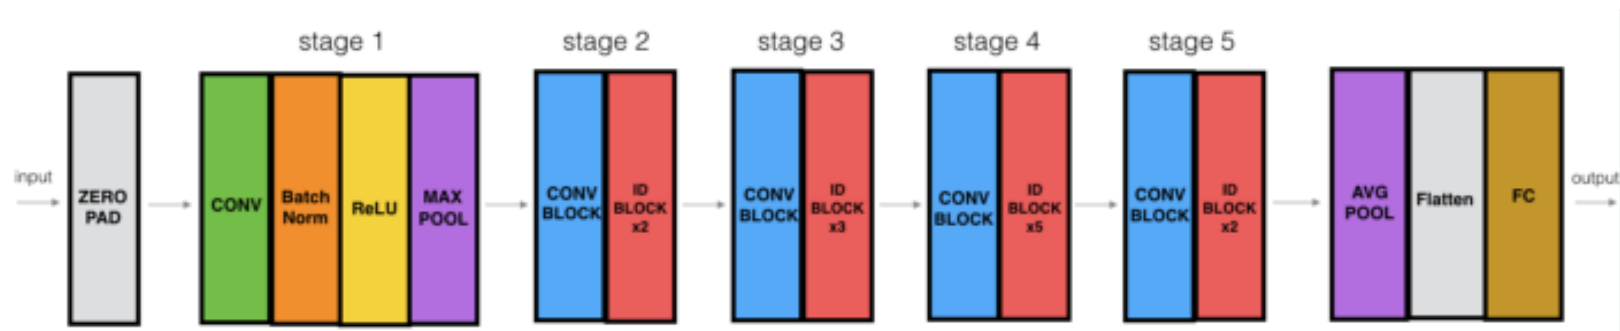 stage 1
stage 2
stage 3
stage 4
stage 5
input
ZERO
PAD
CONV
Batch
Norm
ReLU
MAX
POOL
CONV
BLOCK
ID
BLOCK
x2
CONV
BLOCK
ID
BLOCK
x3
CONV
BLOCK
ID
BLOCK
x5
CONV
BLOCK
ID
BLOCK
x2
AVG
POOL
Flatten
FC
output